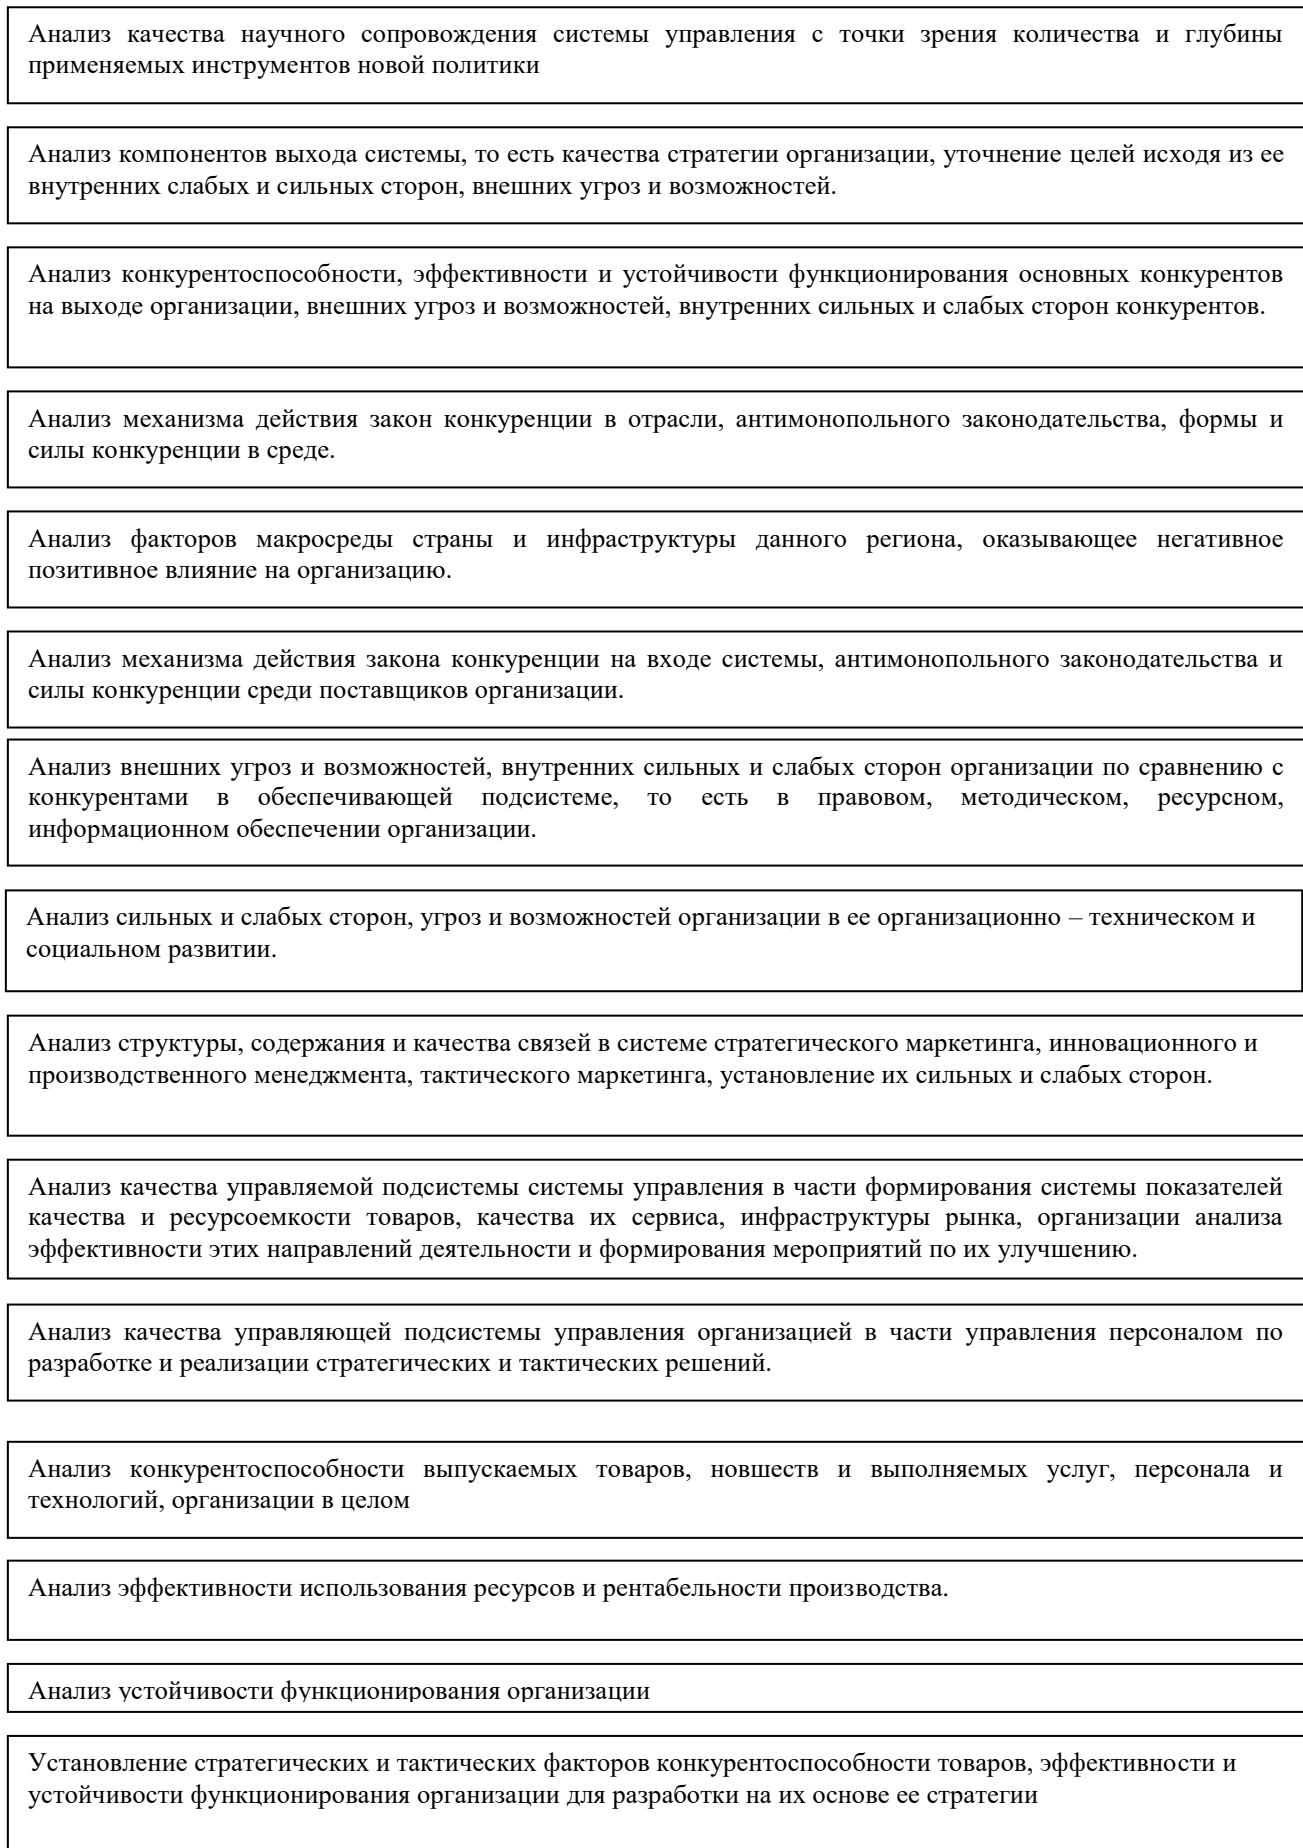 Анализ качества научного сопровождения системы управления с точки зрения количества и глубины
применяемых инструментов новой политики
Анализ компонентов выхода системы, то есть качества стратегии организации, уточнение целей исходя из ее
внутренних слабых и сильных сторон, внешних угроз и возможностей.
Анализ конкурентоспособности, эффективности и устойчивости функционирования основных конкурентов
на выходе организации, внешних угроз и возможностей, внутренних сильных и слабых сторон конкурентов.
Анализ механизма действия закон конкуренции в отрасли, антимонопольного законодательства, формы и
силы конкуренции в среде.
Анализ факторов макросреды страны и инфраструктуры данного региона, оказывающее негативное
позитивное влияние на организацию.
Анализ механизма действия закона конкуренции на входе системы, антимонопольного законодательства и
силы конкуренции среди поставщиков организации.
Анализ внешних угроз и возможностей, внутренних сильных и слабых сторон организации по сравнению с
конкурентами в обеспечивающей подсистеме, то есть в правовом, методическом, ресурсном,
информационном обеспечении организации.
Анализ сильных и слабых сторон, угроз и возможностей организации в ее организационно – техническом и
социальном развитии.
Анализ структуры, содержания и качества связей в системе стратегического маркетинга, инновационного и
производственного менеджмента, тактического маркетинга, установление их сильных и слабых сторон.
Анализ качества управляемой подсистемы системы управления в части формирования системы показателей
качества и ресурсоемкости товаров, качества их сервиса, инфраструктуры рынка, организации анализа
эффективности этих направлений деятельности и формирования мероприятий по их улучшению.
Анализ качества управляющей подсистемы управления организацией в части управления персоналом по
разработке и реализации стратегических и тактических решений.
Анализ конкурентоспособности выпускаемых товаров, новшеств и выполняемых услуг, персонала и
технологий, организации в целом
Анализ эффективности использования ресурсов и рентабельности производства.
Анализ устойчивости функционирования организации
Установление стратегических и тактических факторов конкурентоспособности товаров, эффективности и
устойчивости функционирования организации для разработки на их основе ее стратегии